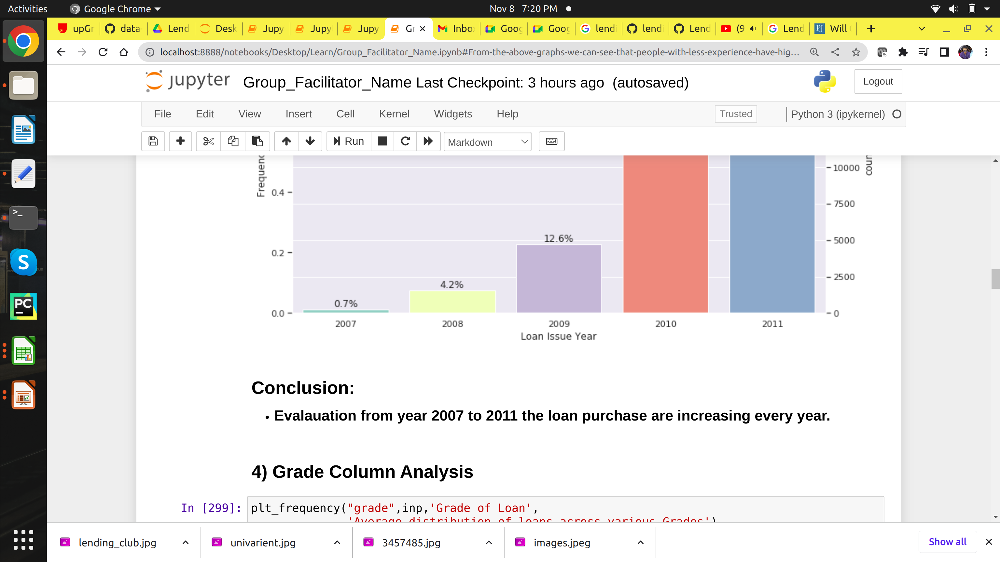 Activities Google Chrome Nov 8 7:20 PM
upGr data- Lend Desk Jupy Jupy Jupy Gr Inbo Goog Goog lendi lendi Lend (9 Lend PJ Will
localhost:8888/notebooks/Desktop/Learn/Group_Facilitator_Name.ipynb#From-the-above-graphs-we-can-see-that-people-with-less-experience-have-hig...
jupyter Group_Facilitator_Name Last Checkpoint: 3 hours ago (autosaved) Logout
File Edit View Insert Cell Kernel Widgets Help Trusted Python 3 (ipykernel)
Run Markdown
Frequenc
coun
10000
0.4
7500
12.6%
5000
0.2
4.2%
2500
0.7%
0.0
0
2007 2008 2009 2010 2011
Loan Issue Year
Conclusion:
• Evalauation from year 2007 to 2011 the loan purchase are increasing every year.
4) Grade Column Analysis
In [299]: plt_frequency("grade",inp,'Grade of Loan',
'Average distribution of loans across various Grades')
>_
S
PC
lending_club.jpg univarient.jpg 3457485.jpg images.jpeg Show all